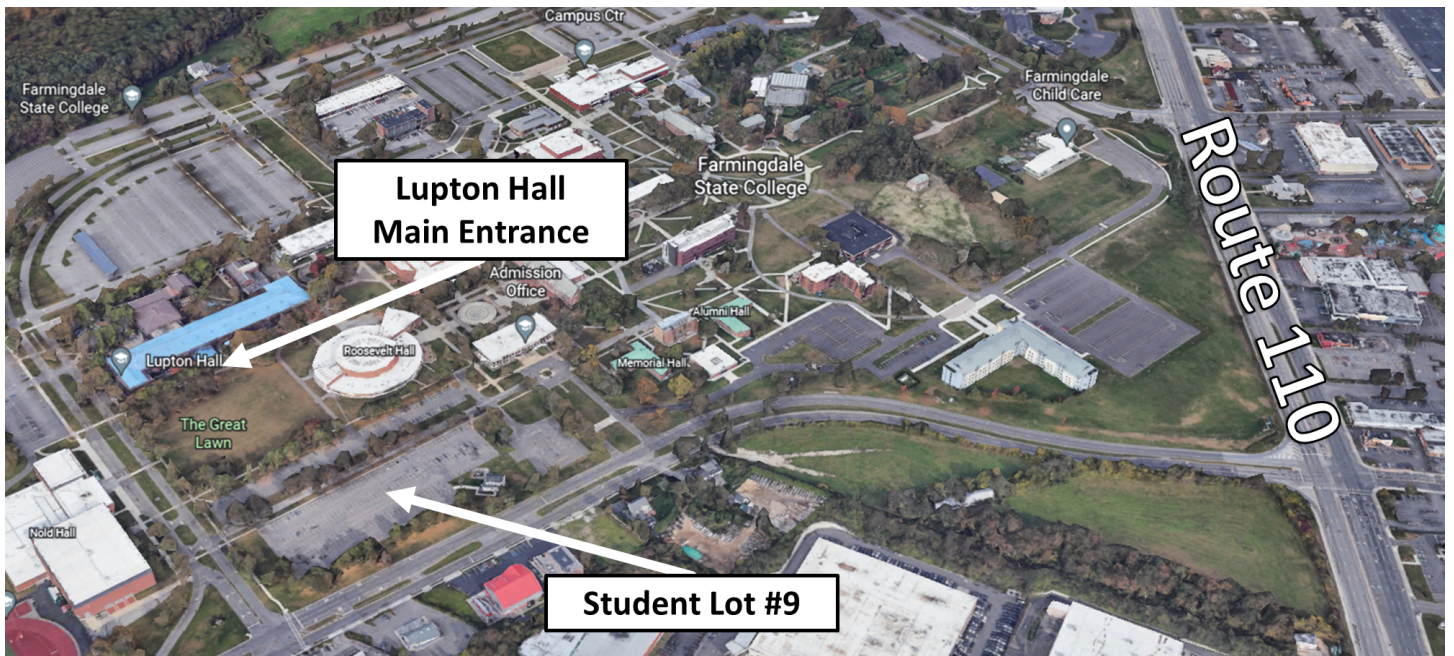 Campus Ctr
Farmingdale
State College
Farmingdale
Child Care
Route 110
Farmingdale
State College
Lupton Hall
Main Entrance
Admission
Office
Alumni Hall
Lupton Hall
Roosevelt Hall
Memorial Hall
The Great
Lawn
Nold Hall
Student Lot #9